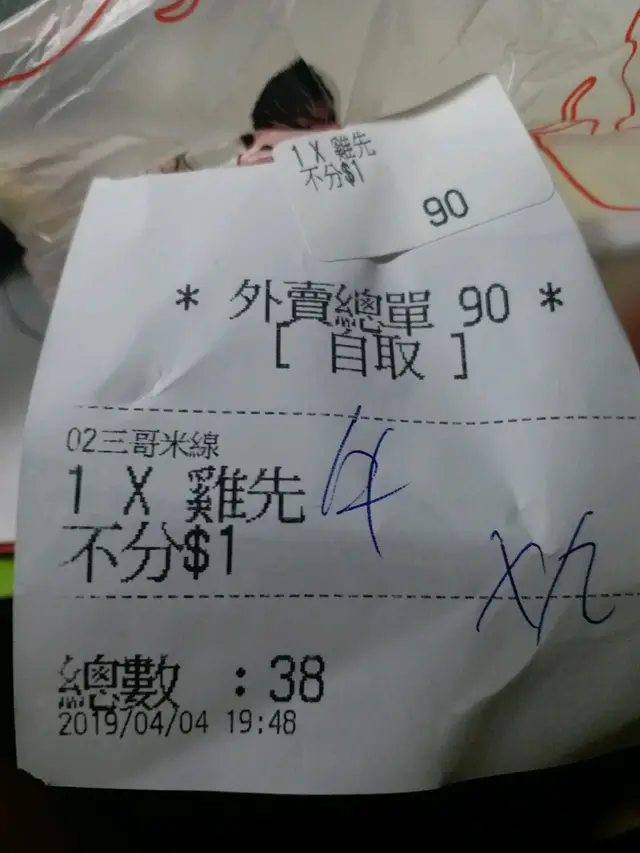 1 X 雞先
不分$1
90
* 外賣總單 90 *
[ 自取 ]
02三哥米線
1 X 雞先
不分$1
總數 :38
2019/04/04 19:48